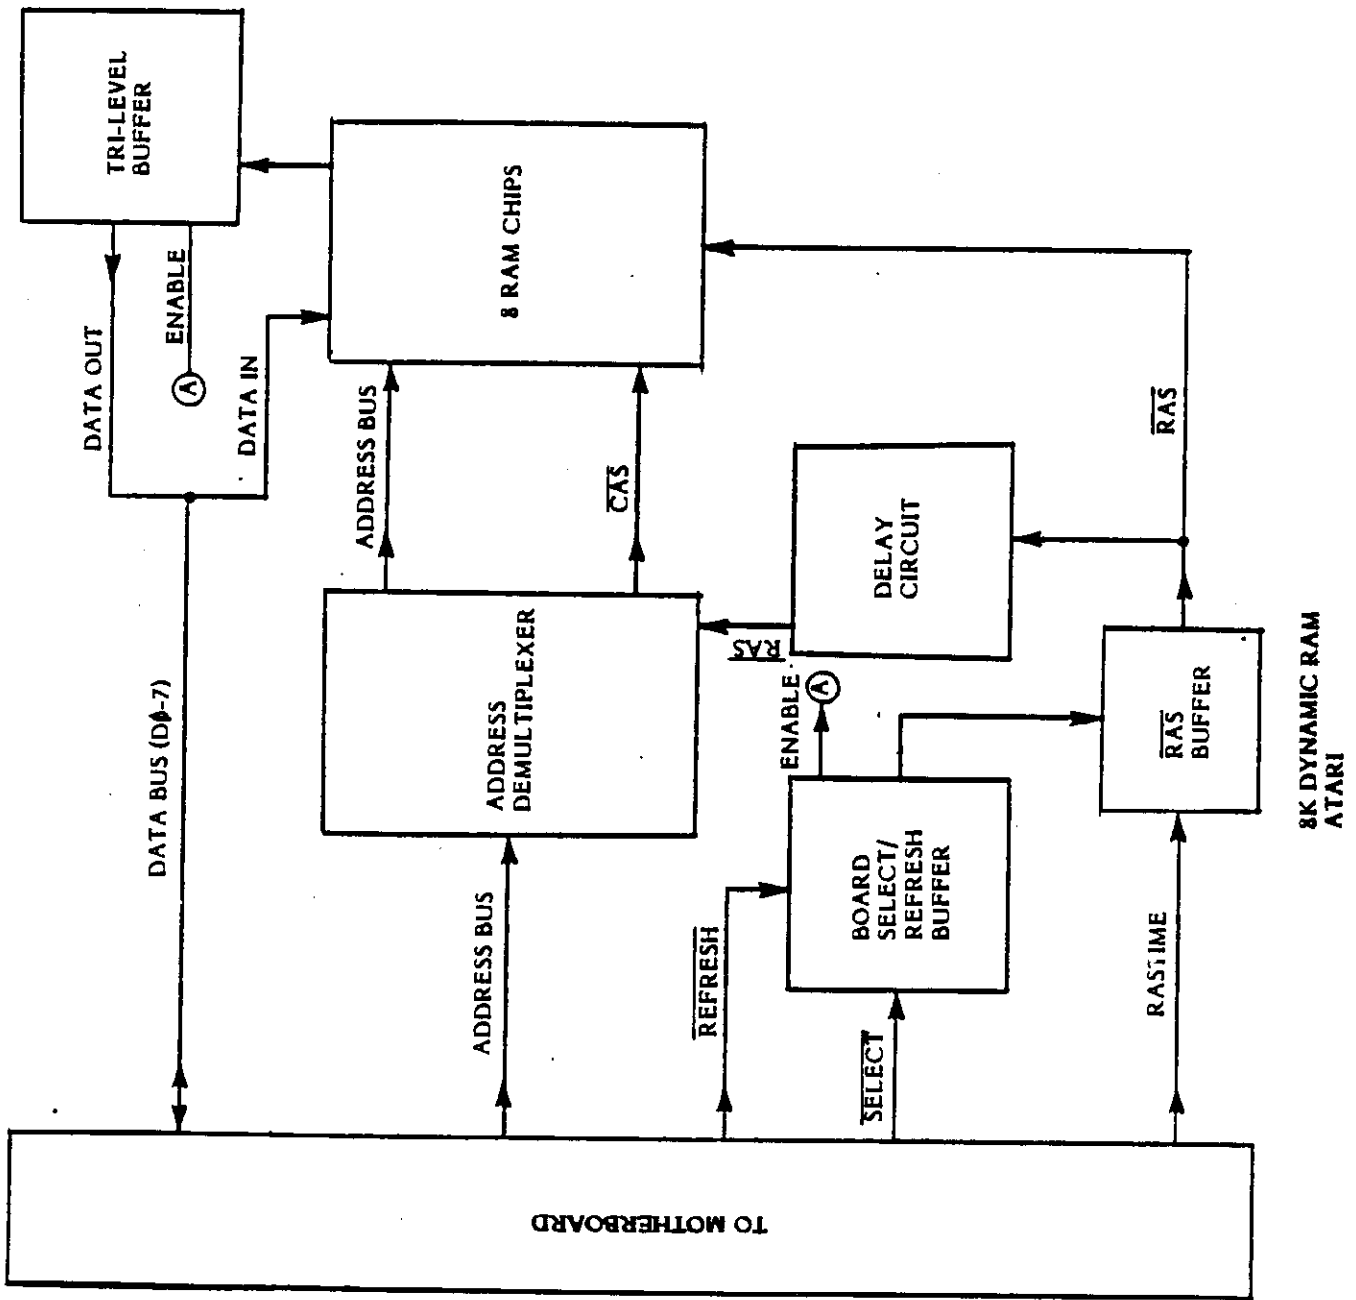 TRI-LEVEL
BUFFER
DATA OUT
ENABLE
A
DATA IN
DATA BUS (Dϕ-7)
8 RAM CHIPS
ADDRESS BUS
CAS
ADDRESS
DEMULTIPLEXER
ADDRESS BUS
RAS
DELAY
CIRCUIT
ENABLE
A
REFRESH
BOARD
SELECT/
REFRESH
BUFFER
SELECT
RAS
RAS
BUFFER
RASTIME
TO MOTHERBOARD
8K DYNAMIC RAM
ATARI